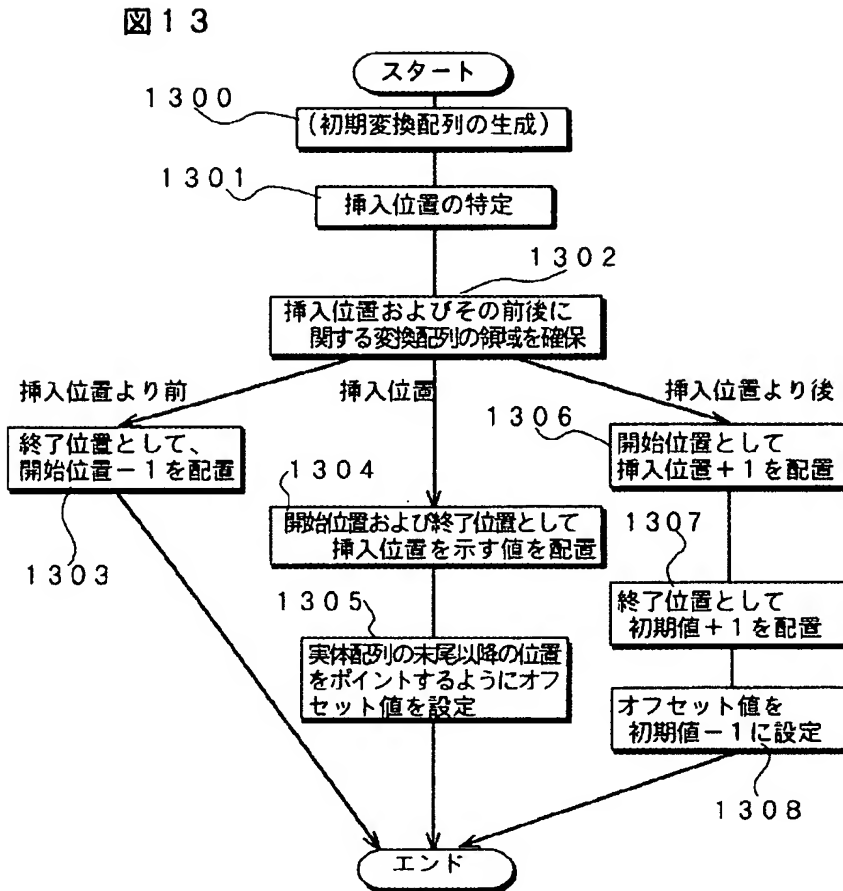 図13
スタート
1300
(初期変換配列の生成)
1301
挿入位置の特定
1302
挿入位置およびその前後に
関する変換配列の領域を確保
挿入位置より前
挿入位置
挿入位置より後
1306
終了位置として、
開始位置-1を配置
開始位置として
挿入位置+1を配置
1304
1303
開始位置および終了位置として
挿入位置を示す値を配置
1307
終了位置として
初期値+1を配置
1305
実体配列の末尾以降の位置
をポイントするようにオフ
セット値を設定
オフセット値を
初期値-1に設定
1308
エンド